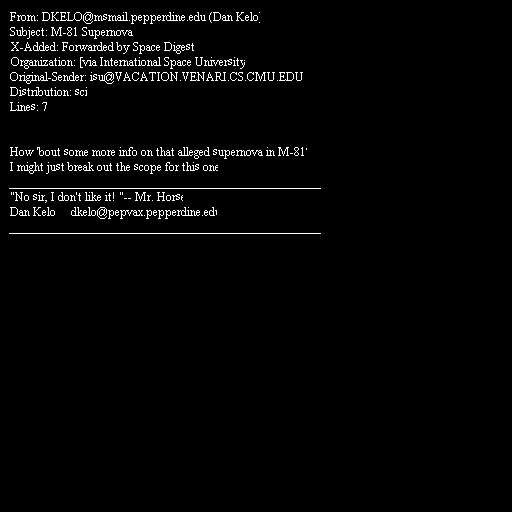 From: DKELO@msmail.pepperdine.edu (Dan Kelo)
Subject: M-81 Supernova
X-Added: Forwarded by Space Digest
Organization: [via International Space University
Original-Sender: isu@VACATION.VENARI.CS.CMU.EDU
Distribution: sci
Lines: 7
How 'bout some more info on that alleged supernova in M-81?
I might just break out the scope for this one
"No sir, I don't like it! "-- Mr. Horse
Dan Kelo dkelo@pepvax.pepperdine.edu